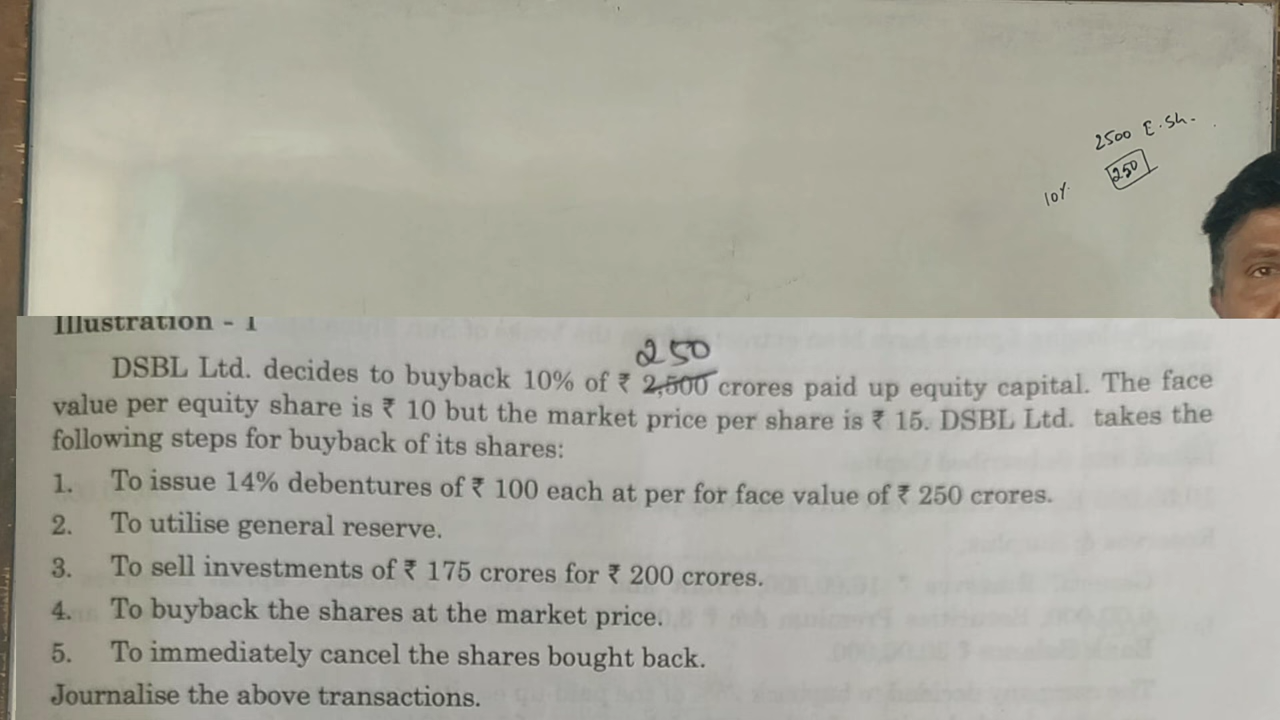 2500 E.Sh.
10% 250
Illustration - 1
250
DSBL Ltd. decides to buyback 10% of ₹ 2,500 crores paid up equity capital. The face
value per equity share is ₹ 10 but the market price per share is ₹ 15. DSBL Ltd. takes the
following steps for buyback of its shares:
1. To issue 14% debentures of ₹ 100 each at per for face value of ₹ 250 crores.
2. To utilise general reserve.
3. To sell investments of ₹ 175 crores for ₹ 200 crores.
4. To buyback the shares at the market price.
5. To immediately cancel the shares bought back.
Journalise the above transactions.